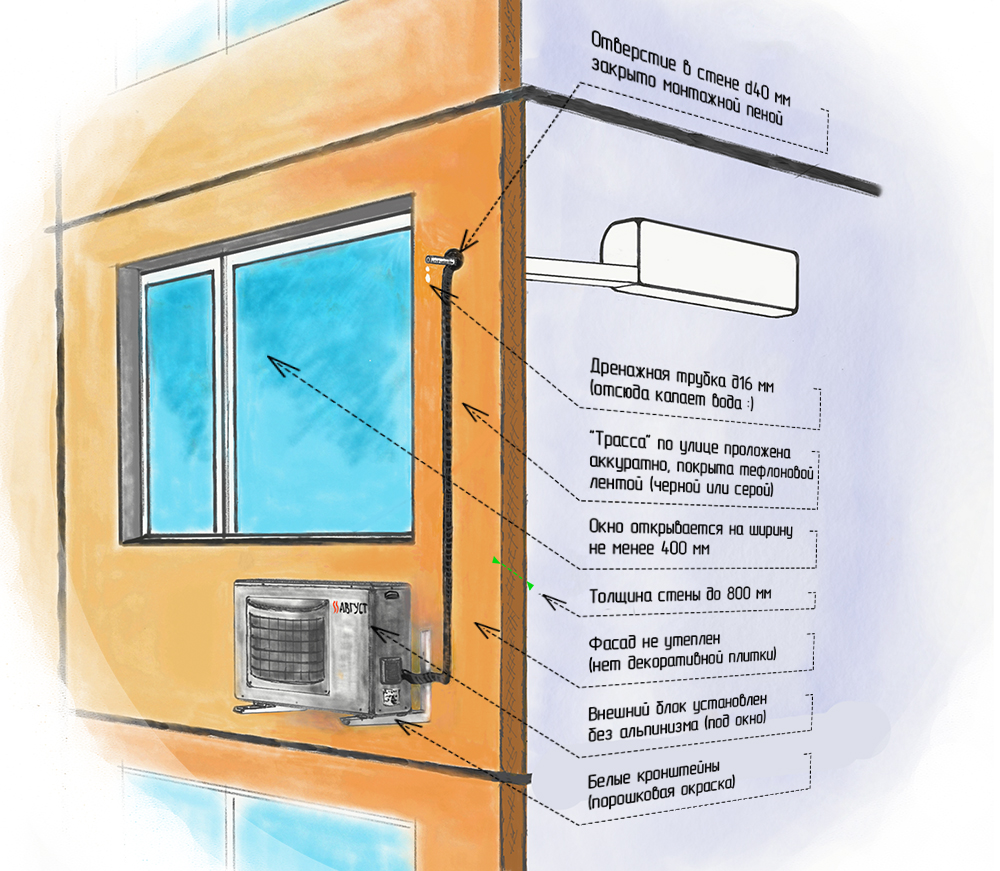 Отверстие в стене d40 мм
закрыто монтажной пеной
Дренажная трубка d16 мм
(отсюда капает вода :)
"Трасса" по улице проложена
аккуратно, покрыта тефлоновой
лентой (черной или серой)
Окно открывается на ширину
не менее 400 мм
Толщина стены до 800 мм
Фасад не утеплен
(нет декоративной плитки)
АВГУСТ
Внешний блок установлен
без альпинизма (под окно)
Белые кронштейны
(порошковая окраска)